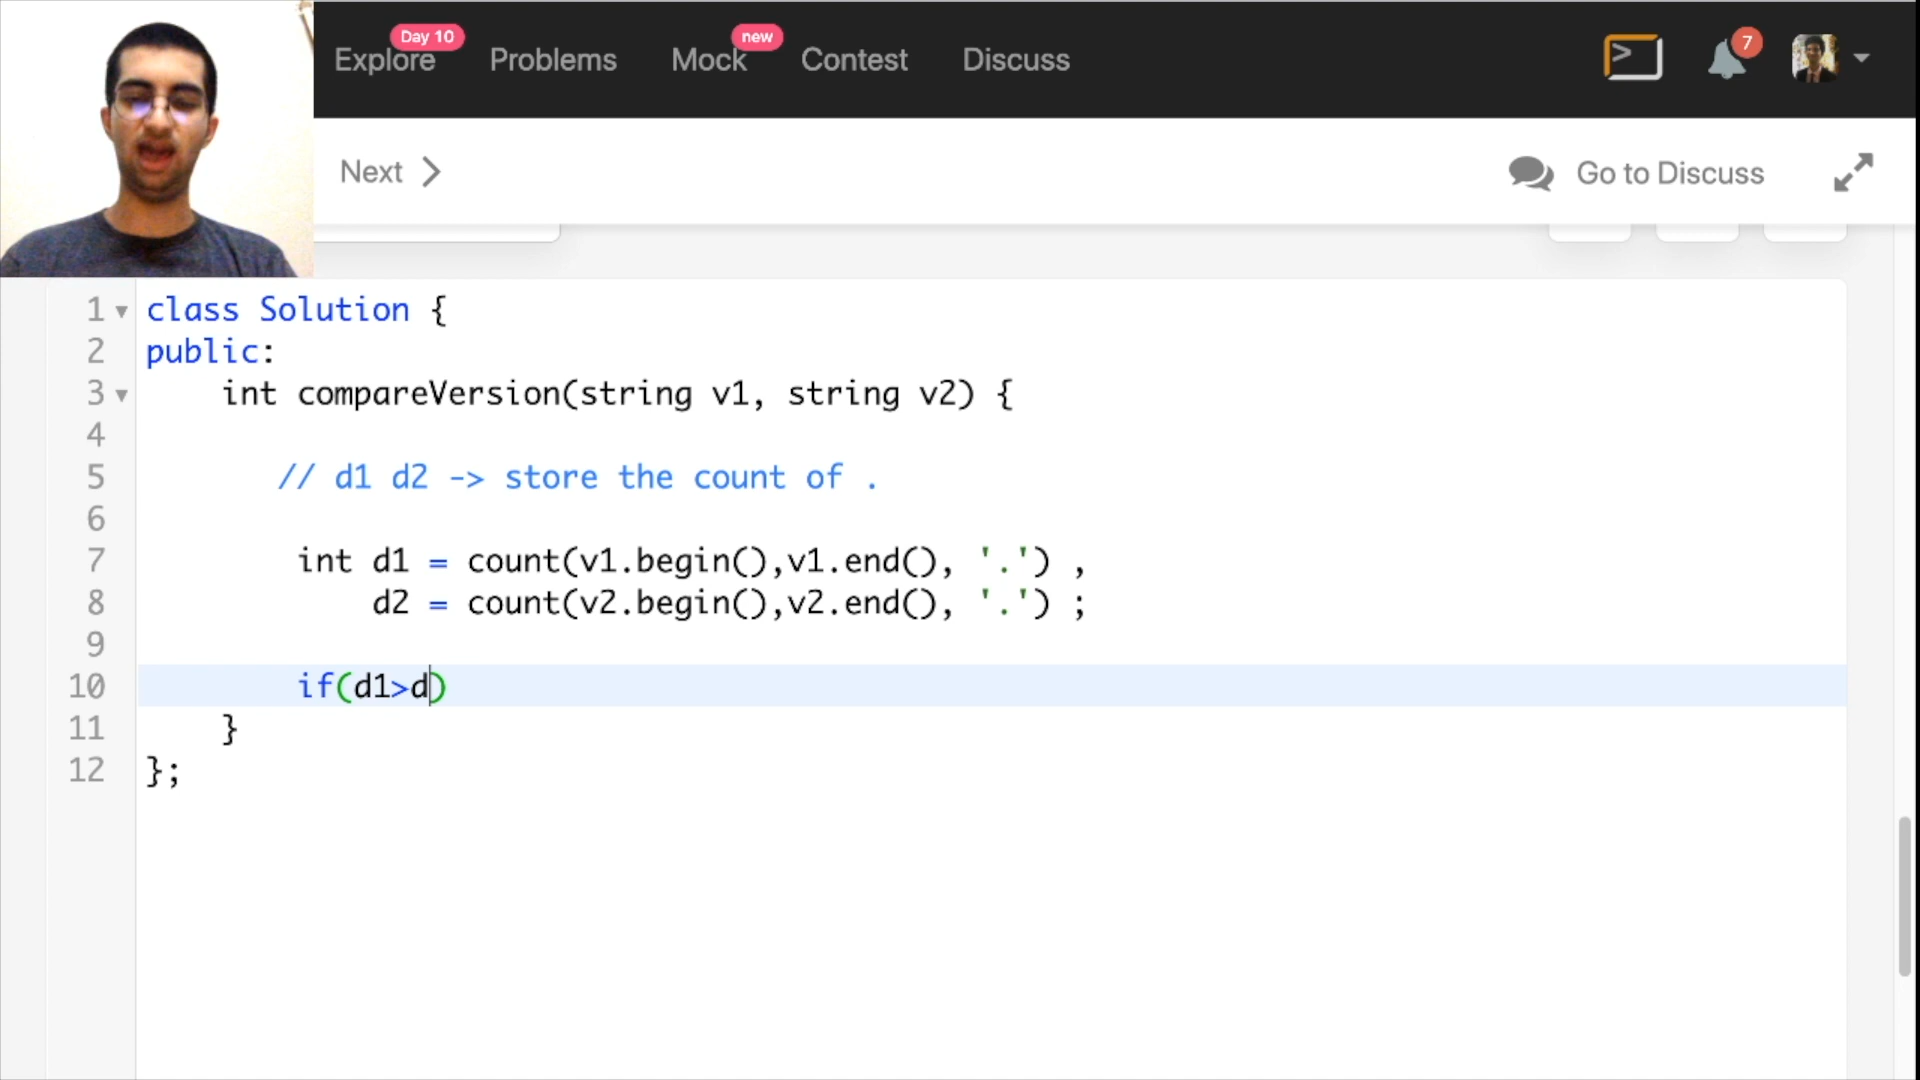 Explore Day 10 Problems Mock new Contest Discuss 7
Next Go to Discuss
1 class Solution {
2 public:
3 int compareVersion(string v1, string v2) {
4
5 // d1 d2 -> store the count of .
6
7 int d1 = count(v1.begin(),v1.end(), '.') ,
8 d2 = count(v2.begin(),v2.end(), '.') ;
9
10 if(d1>d)
11 }
12 };